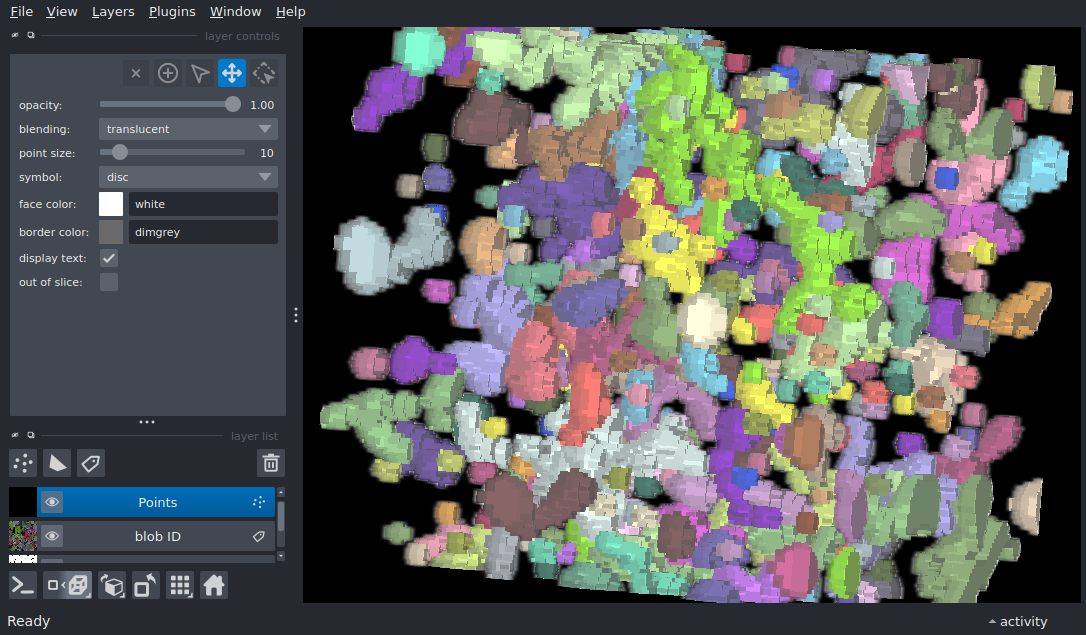 File View Layers Plugins Window Help
layer controls
opacity: 1.00
blending: translucent
point size: 10
symbol: disc
face color: white
border color: dimgrey
display text:
out of slice:
layer list
Points
blob ID
Ready activity